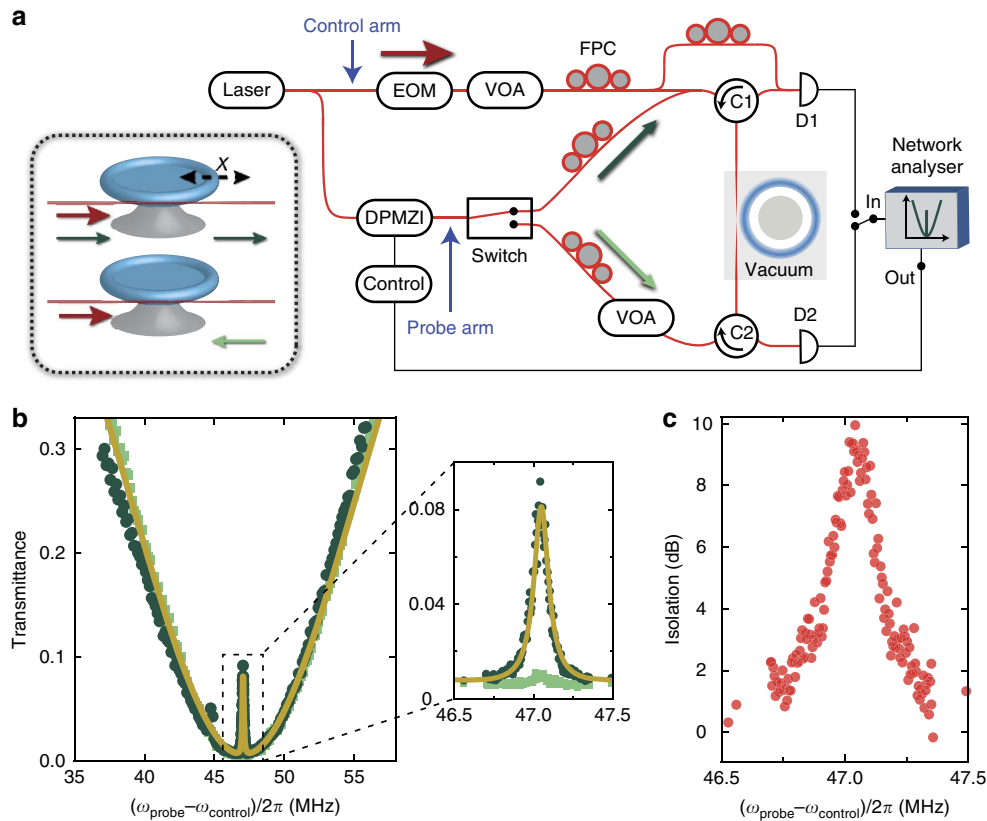 a
Control arm
Laser
EOM
VOA
FPC
C1
D1
Network
analyser
In
Out
x
DPMZI
Switch
Control
Probe arm
VOA
Vacuum
C2
D2
b
Transmittance
0.3
0.2
0.1
0.0
35 40 45 50 55
(ωprobe–ωcontrol)/2π (MHz)
0.08
0.04
0
46.5 47.0 47.5
c
Isolation (dB)
10
8
6
4
2
0
46.5 47.0 47.5
(ωprobe–ωcontrol)/2π (MHz)